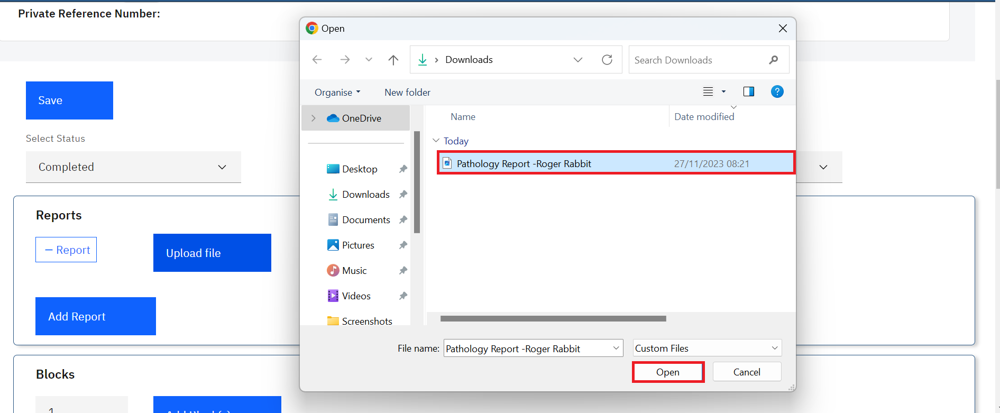 Private Reference Number:
Save
Select Status
Completed
Reports
− Report
Upload file
Add Report
Blocks
1
Open
Downloads
Search Downloads
Organise
New folder
OneDrive
Desktop
Downloads
Documents
Pictures
Music
Videos
Screenshots
Name
Date modified
Today
Pathology Report -Roger Rabbit
27/11/2023 08:21
File name:
Pathology Report -Roger Rabbit
Custom Files
Open
Cancel